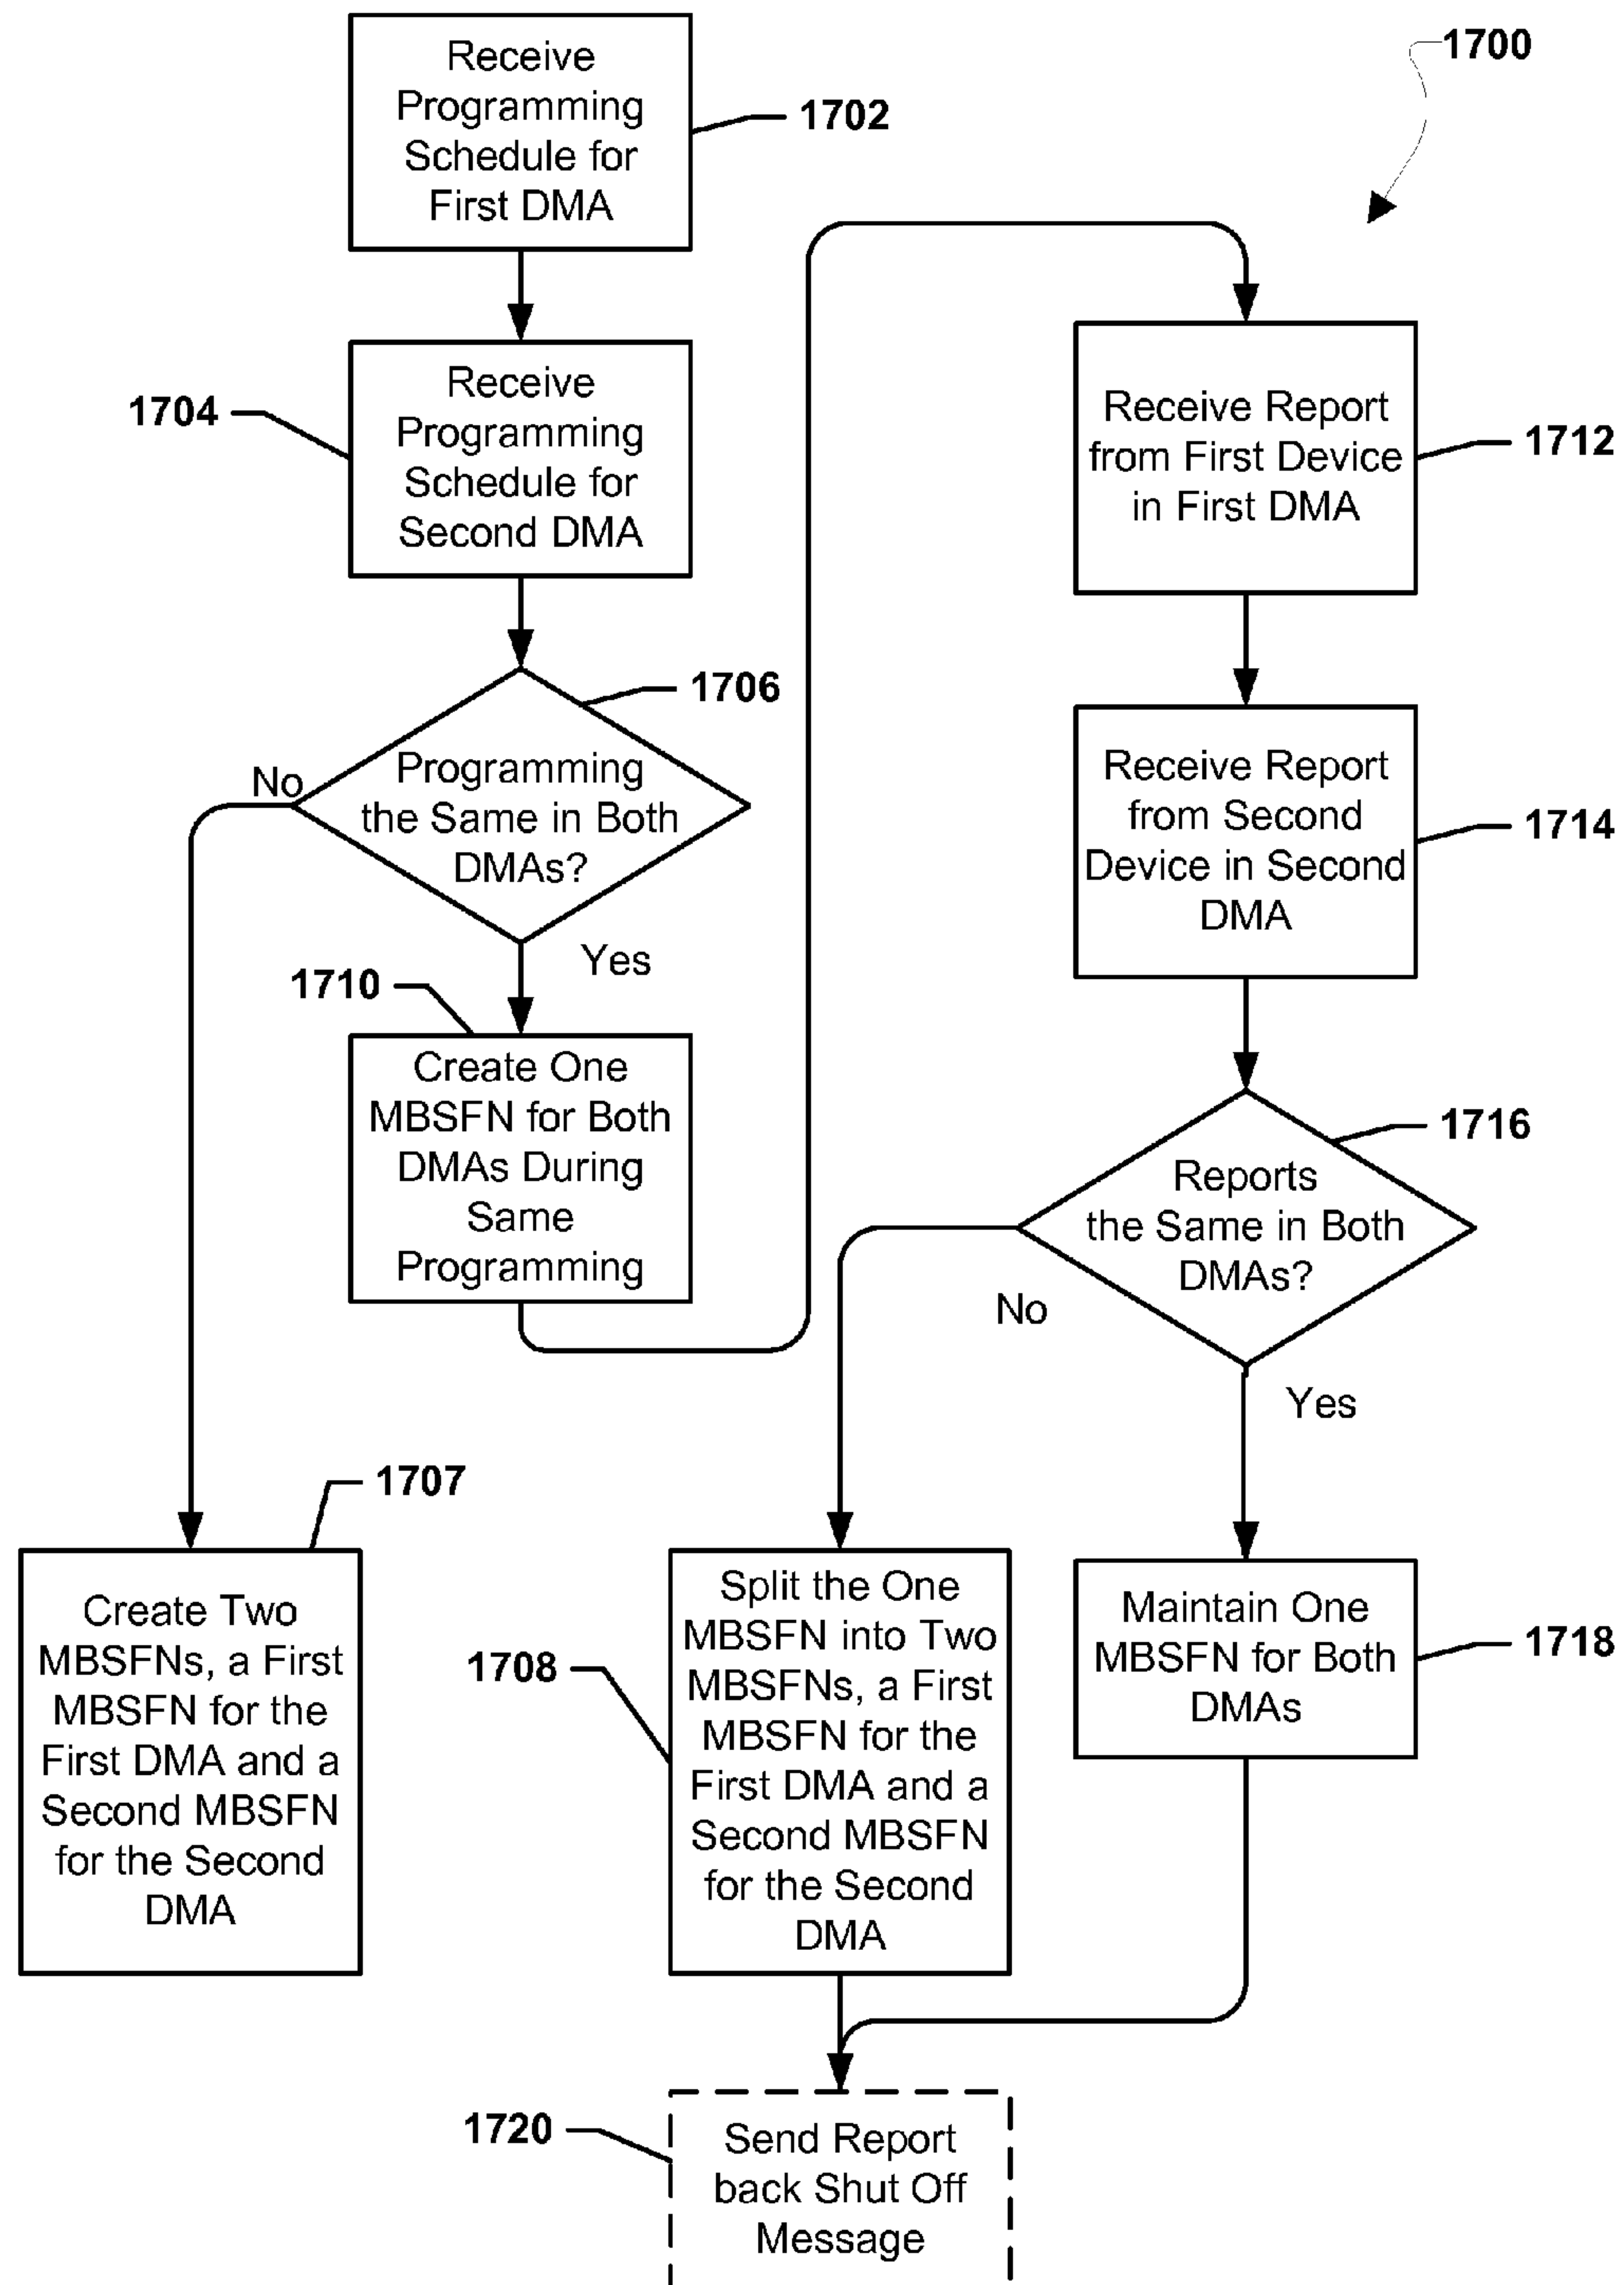 Receive
Programming
Schedule for
First DMA
1702
1700
Receive
Programming
Schedule for
Second DMA
1704
1706
Programming
the Same in Both
DMAs?
No
Yes
1710
Create One
MBSFN for Both
DMAs During
Same
Programming
1707
Create Two
MBSFNs, a First
MBSFN for the
First DMA and a
Second MBSFN
for the Second
DMA
Receive Report
from First Device
in First DMA
1712
Receive Report
from Second
Device in Second
DMA
1714
1716
Reports
the Same in Both
DMAs?
No
Yes
1708
Split the One
MBSFN into Two
MBSFNs, a First
MBSFN for the
First DMA and a
Second MBSFN
for the Second
DMA
Maintain One
MBSFN for Both
DMAs
1718
1720
Send Report
back Shut Off
Message